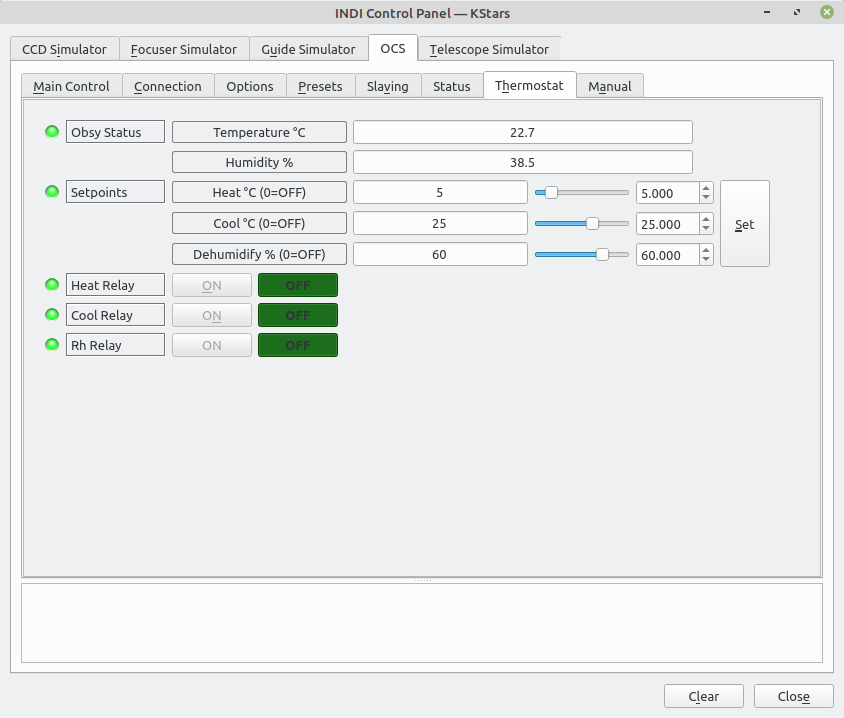 INDI Control Panel — KStars
CCD Simulator Focuser Simulator Guide Simulator OCS Telescope Simulator
Main Control Connection Options Presets Slaving Status Thermostat Manual
Obsy Status Temperature °C 22.7
Humidity % 38.5
Setpoints Heat °C (0=OFF) 5 5.000
Cool °C (0=OFF) 25 25.000 Set
Dehumidify % (0=OFF) 60 60.000
Heat Relay ON OFF
Cool Relay ON OFF
Rh Relay ON OFF
Clear Close